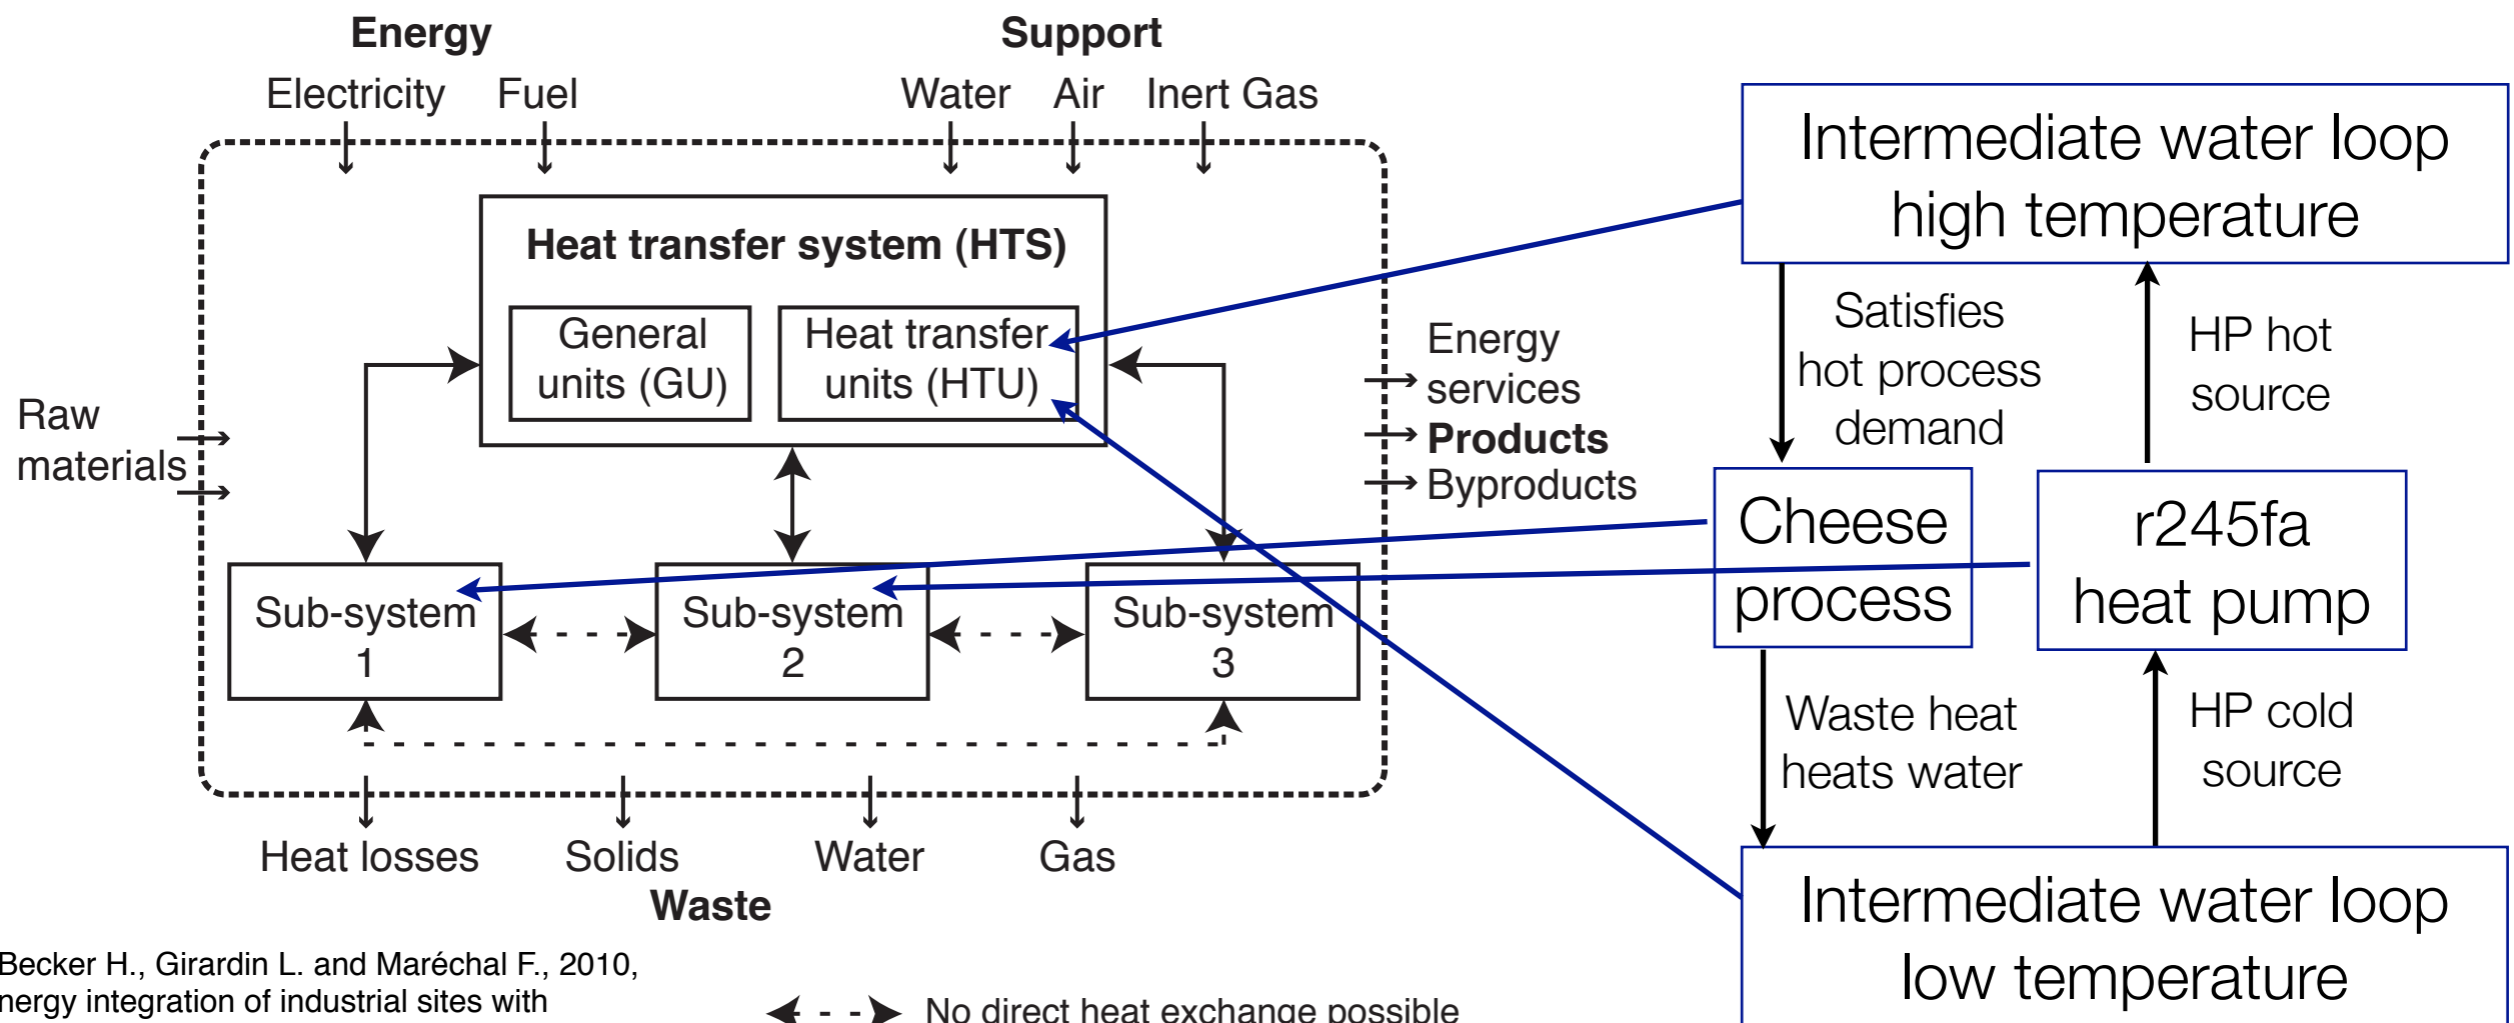 Energy
Support
Electricity
Fuel
Water
Air
Inert Gas
Heat transfer system (HTS)
General
units (GU)
Heat transfer
units (HTU)
Raw
materials
Energy
services
Products
Byproducts
Sub-system
1
Sub-system
2
Sub-system
3
Heat losses
Solids
Water
Gas
Waste
Becker H., Girardin L. and Maréchal F., 2010,
nergy integration of industrial sites with
No direct heat exchange possible
Intermediate water loop
high temperature
Satisfies
hot process
demand
HP hot
source
Cheese
process
r245fa
heat pump
Waste heat
heats water
HP cold
source
Intermediate water loop
low temperature